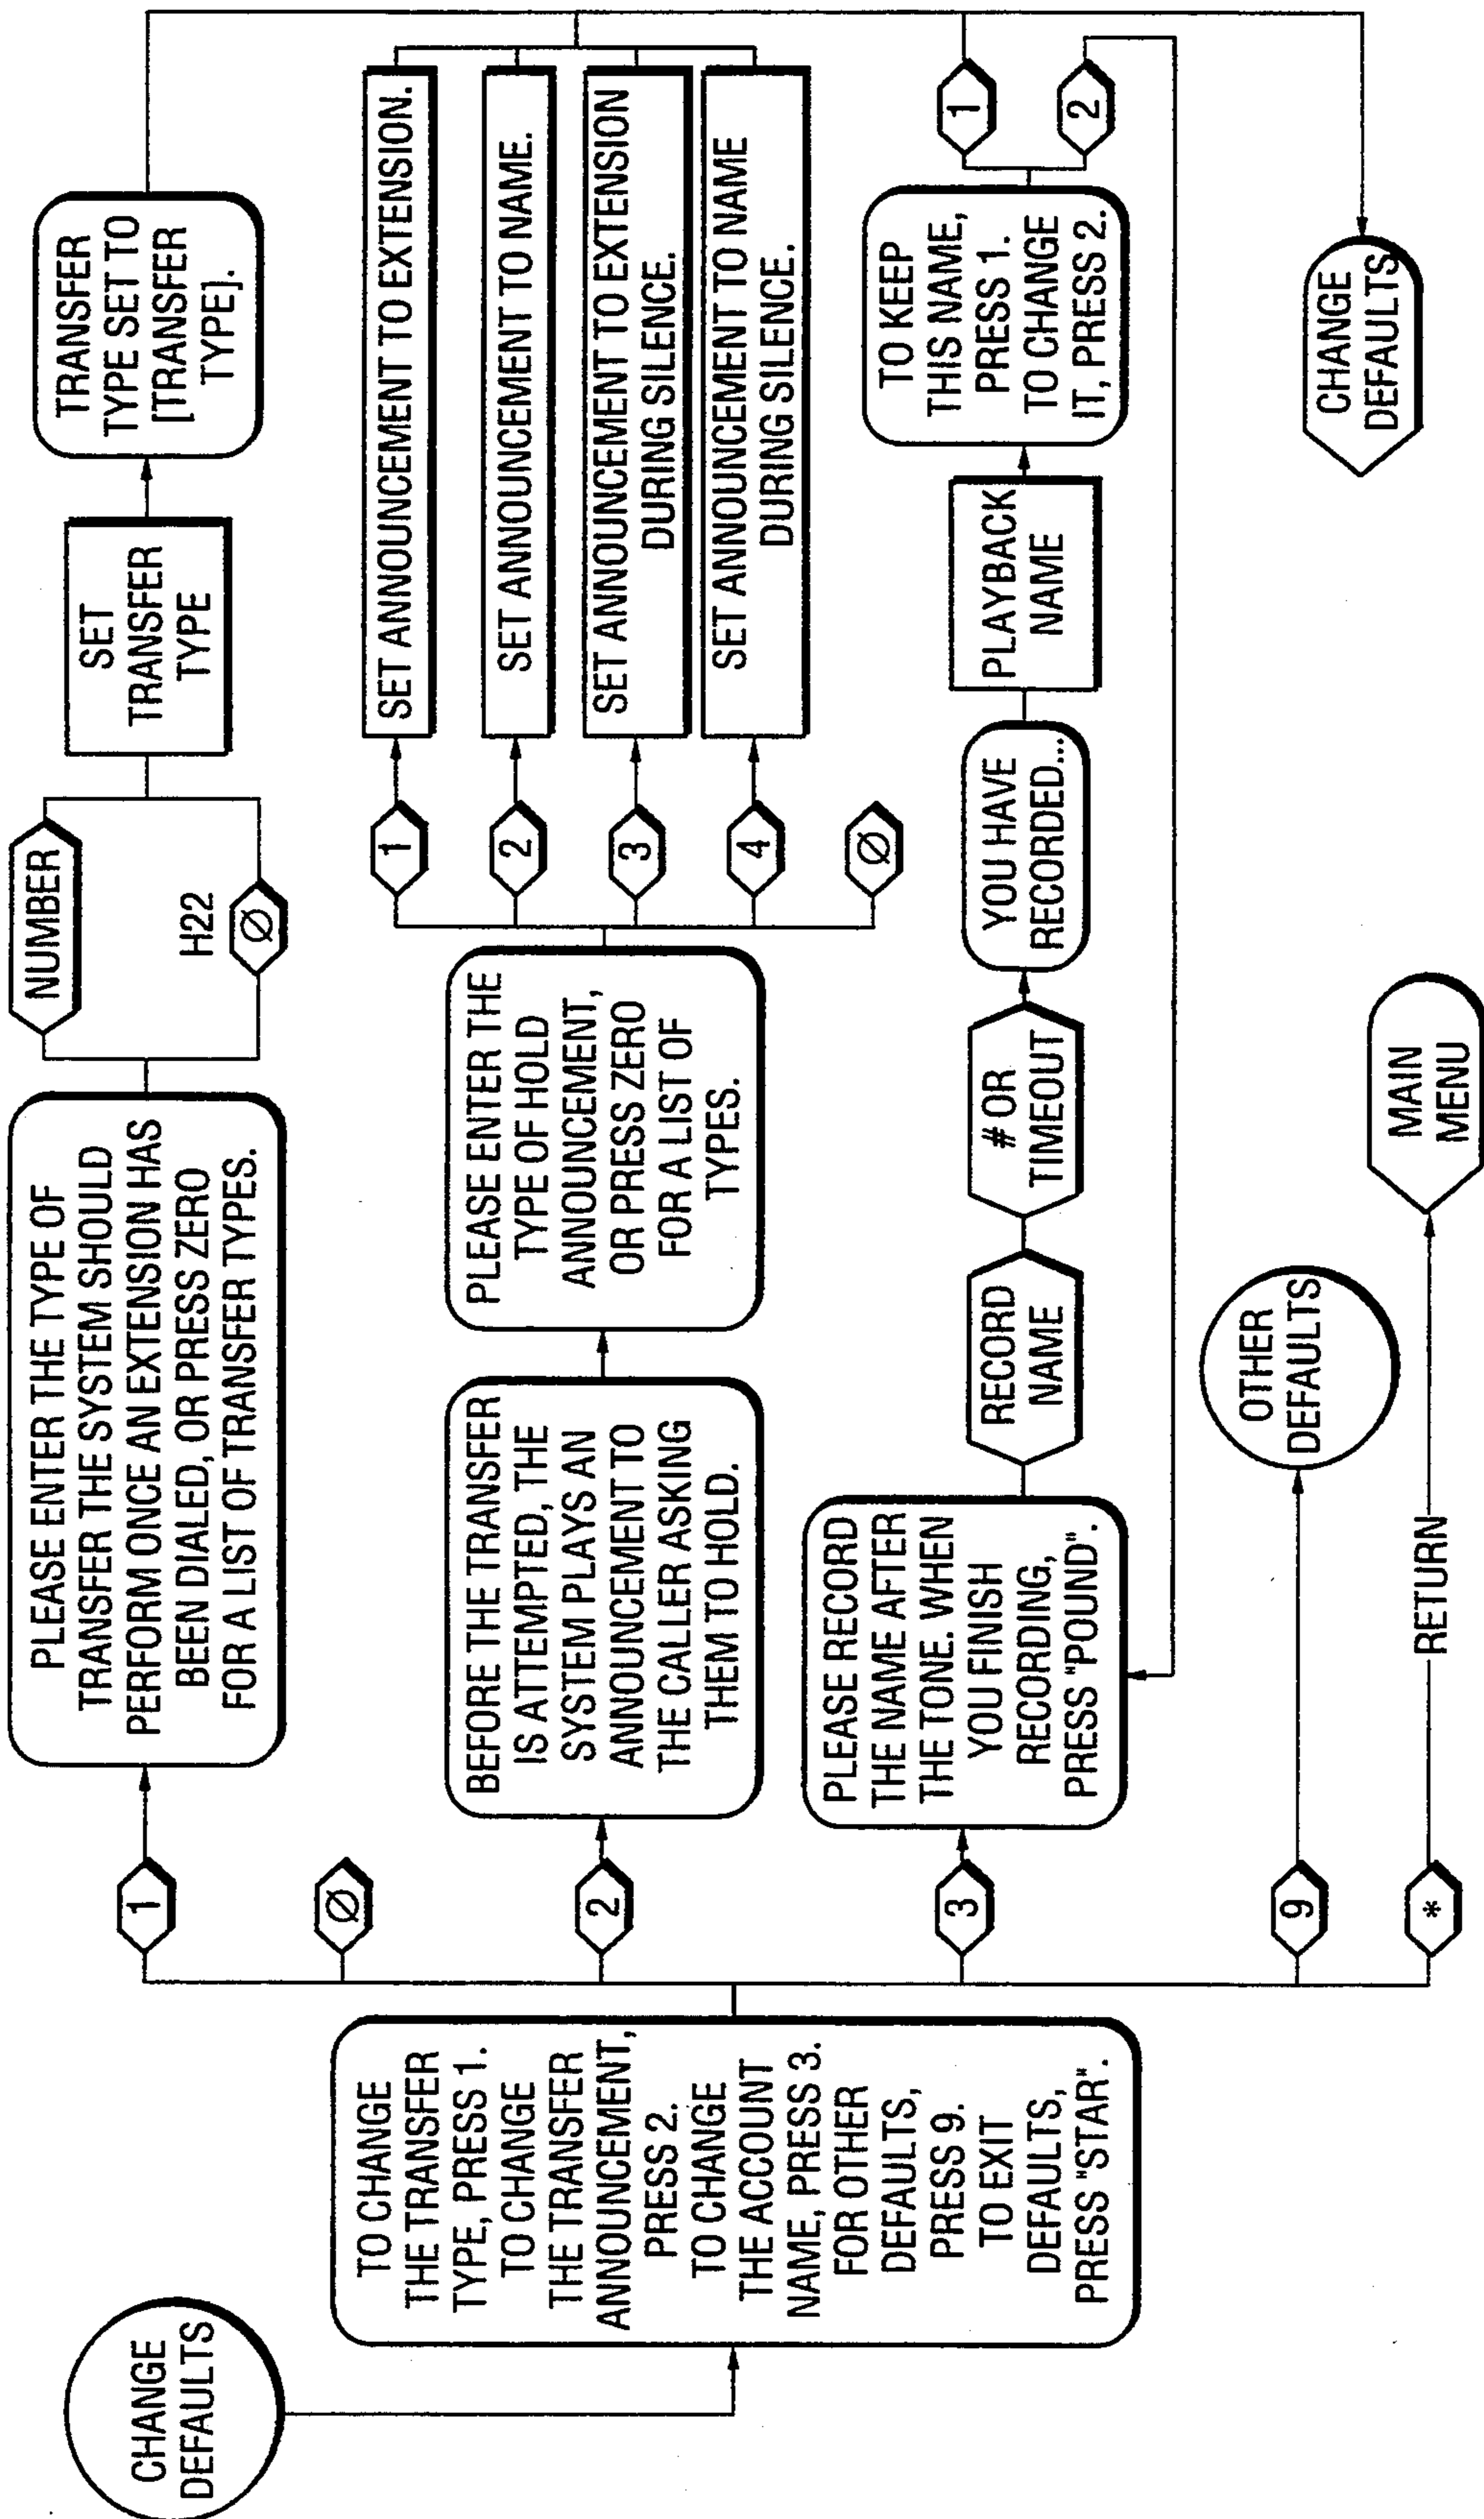 CHANGE
DEFAULTS
TO CHANGE
THE TRANSFER
TYPE, PRESS 1.
TO CHANGE
THE TRANSFER
ANNOUNCEMENT,
PRESS 2.
TO CHANGE
THE ACCOUNT
NAME, PRESS 3.
FOR OTHER
DEFAULTS,
PRESS 9.
TO EXIT
DEFAULTS,
PRESS "STAR".
1
PLEASE ENTER THE TYPE OF
TRANSFER THE SYSTEM SHOULD
PERFORM ONCE AN EXTENSION HAS
BEEN DIALED, OR PRESS ZERO
FOR A LIST OF TRANSFER TYPES.
NUMBER
H22
Ø
SET
TRANSFER
TYPE
TRANSFER
TYPE SET TO
[TRANSFER
TYPE].
Ø
2
BEFORE THE TRANSFER
IS ATTEMPTED, THE
SYSTEM PLAYS AN
ANNOUNCEMENT TO
THE CALLER ASKING
THEM TO HOLD.
PLEASE ENTER THE
TYPE OF HOLD
ANNOUNCEMENT,
OR PRESS ZERO
FOR A LIST OF
TYPES.
1
SET ANNOUNCEMENT TO EXTENSION.
2
SET ANNOUNCEMENT TO NAME.
3
SET ANNOUNCEMENT TO EXTENSION
DURING SILENCE.
4
SET ANNOUNCEMENT TO NAME
DURING SILENCE.
Ø
3
PLEASE RECORD
THE NAME AFTER
THE TONE. WHEN
YOU FINISH
RECORDING,
PRESS "POUND".
RECORD
NAME
# OR
TIMEOUT
YOU HAVE
RECORDED...
PLAYBACK
NAME
TO KEEP
THIS NAME,
PRESS 1.
TO CHANGE
IT, PRESS 2.
1
2
9
OTHER
DEFAULTS
CHANGE
DEFAULTS
*
RETURN
MAIN
MENU